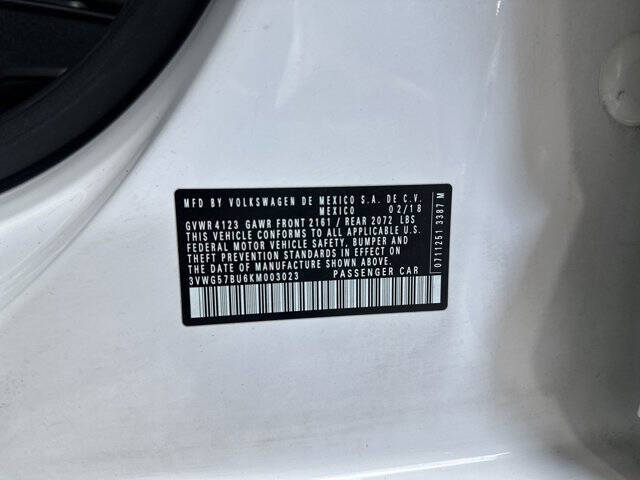 MFD BY VOLKSWAGEN DE MEXICO S.A. DE C.V.
MEXICO 02/18
GVWR 4123 GAWR FRONT 2161 / REAR 2072 LBS
THIS VEHICLE CONFORMS TO ALL APPLICABLE U.S.
FEDERAL MOTOR VEHICLE SAFETY, BUMPER AND
THEFT PREVENTION STANDARDS IN EFFECT ON
THE DATE OF MANUFACTURE SHOWN ABOVE
3VWG57BU6KM003023 PASSENGER CAR
0711251 3387 M